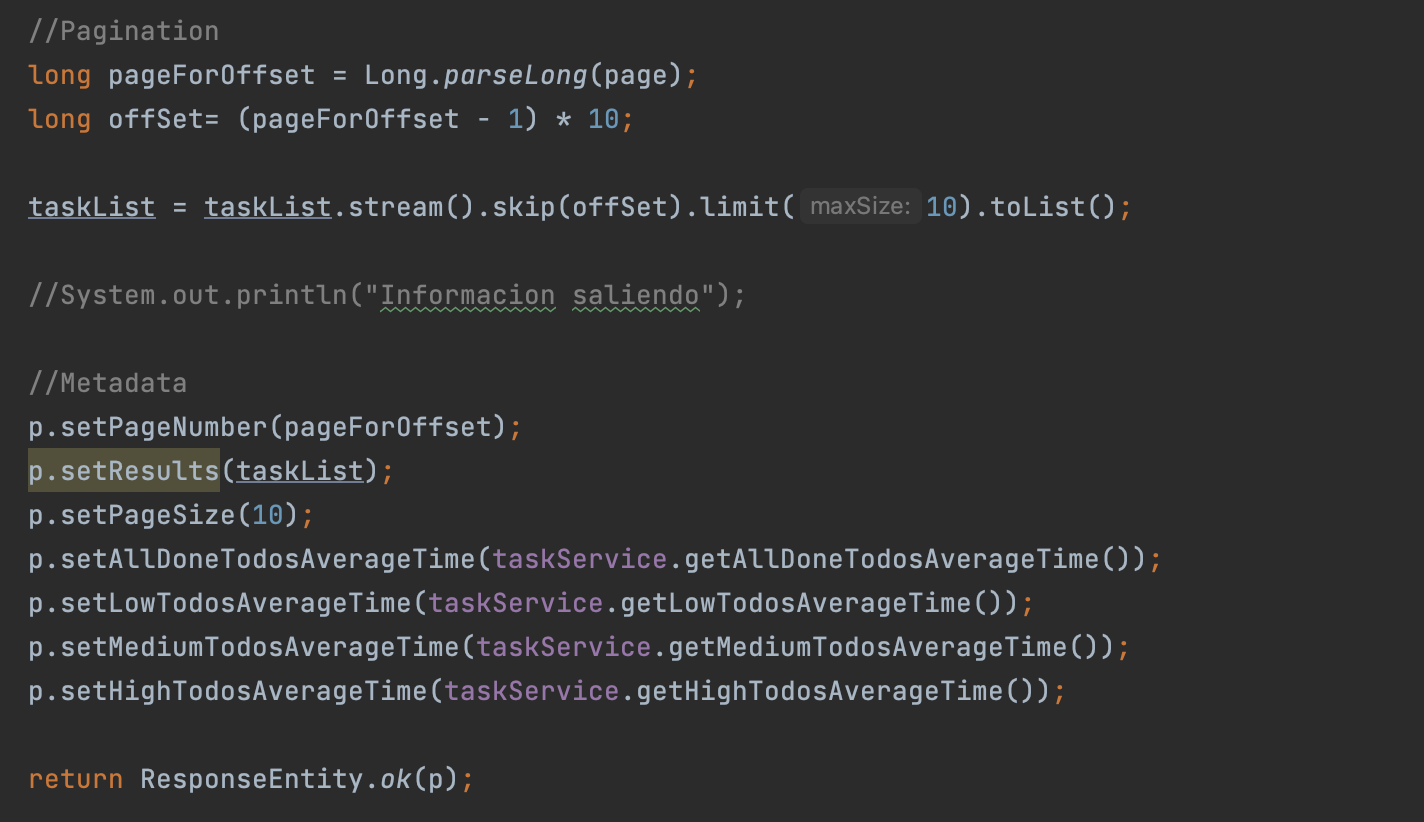 //Pagination
long pageForOffset = Long.parseLong(page);
long offSet= (pageForOffset - 1) * 10;
taskList = taskList.stream().skip(offSet).limit( maxSize: 10).toList();
//System.out.println("Informacion saliendo");
//Metadata
p.setPageNumber(pageForOffset);
p.setResults(taskList);
p.setPageSize(10);
p.setAllDoneTodosAverageTime(taskService.getAllDoneTodosAverageTime());
p.setLowTodosAverageTime(taskService.getLowTodosAverageTime());
p.setMediumTodosAverageTime(taskService.getMediumTodosAverageTime());
p.setHighTodosAverageTime(taskService.getHighTodosAverageTime());
return ResponseEntity.ok(p);